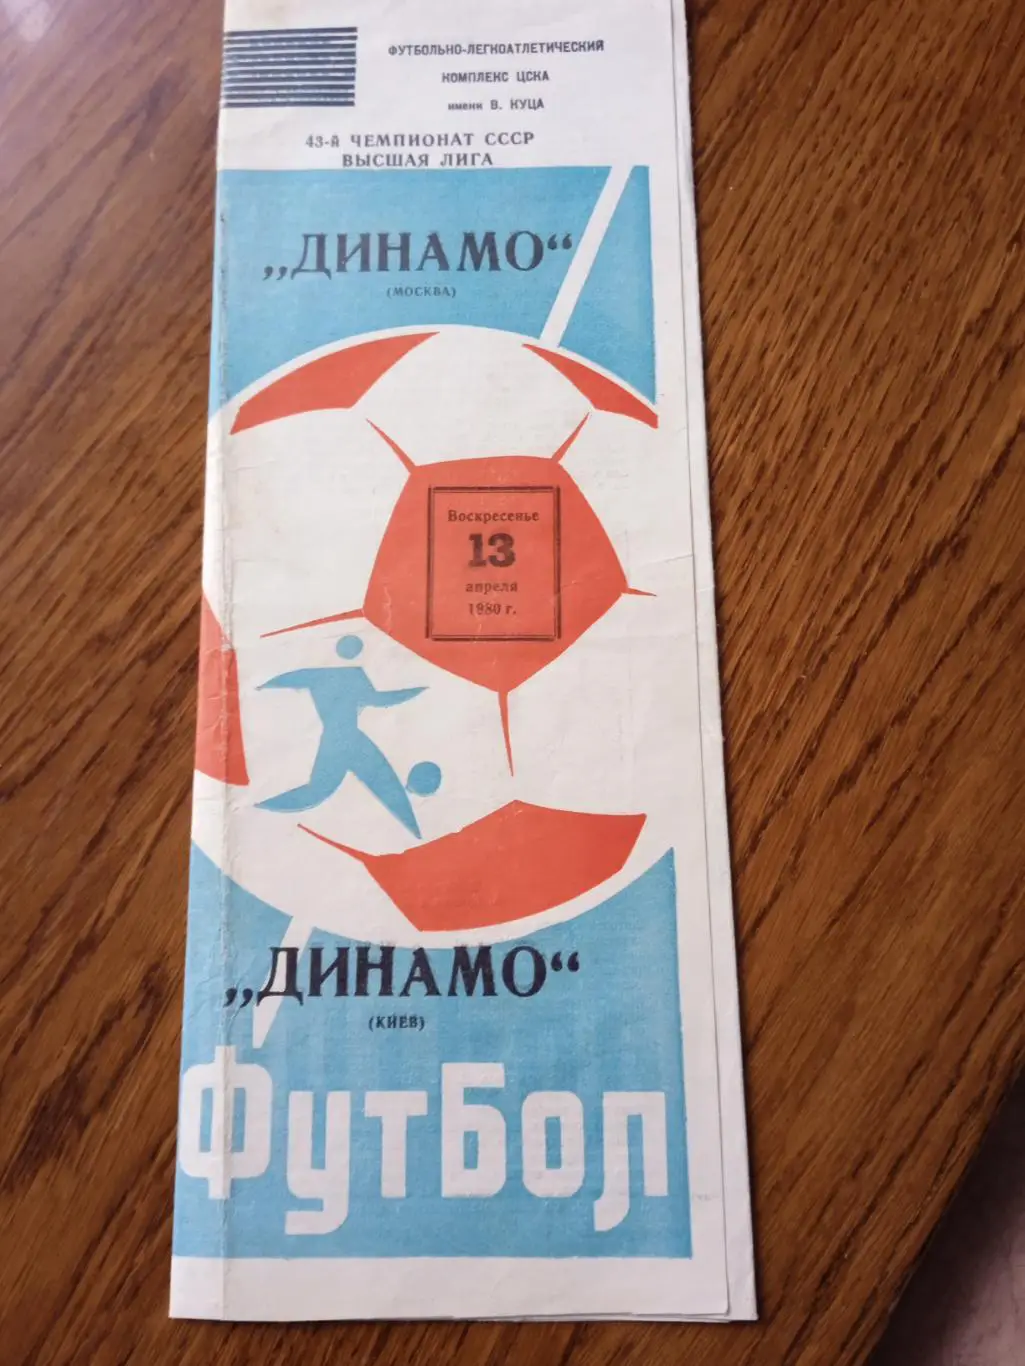 ФУТБОЛЬНО-ЛЕГКОАТЛЕТИЧЕСКИЙ
КОМПЛЕКС ЦСКА
имени В. КУЦА
43-й ЧЕМПИОНАТ СССР
ВЫСШАЯ ЛИГА
„ДИНАМО“
(МОСКВА)
Воскресенье
13
апреля
1980 г.
„ДИНАМО“
(КИЕВ)
Футбол